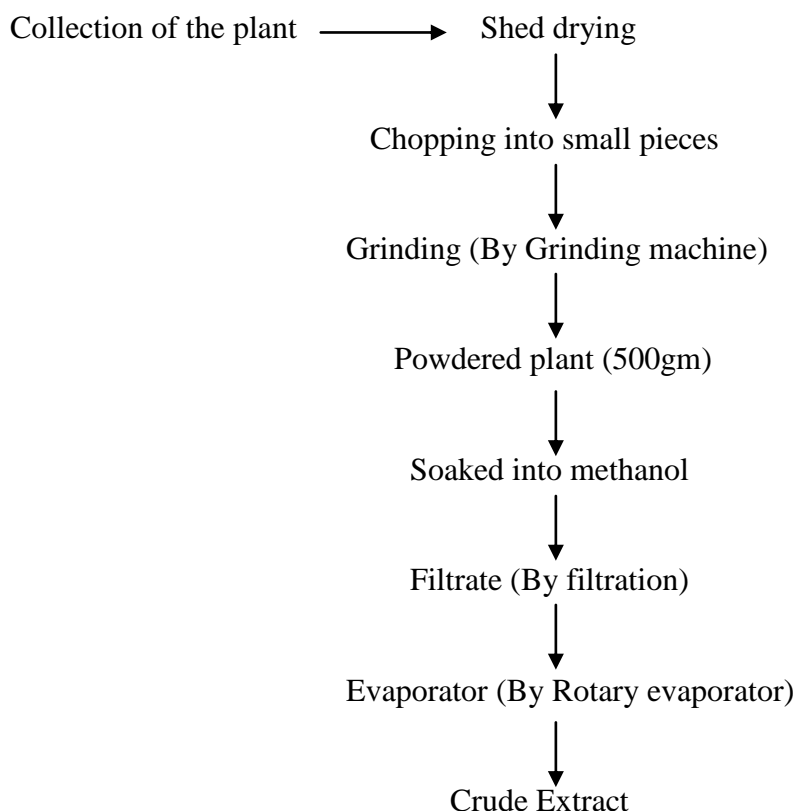 Collection of the plant
Shed drying
Chopping into small pieces
Grinding (By Grinding machine)
Powdered plant (500gm)
Soaked into methanol
Filtrate (By filtration)
Evaporator (By Rotary evaporator)
Crude Extract